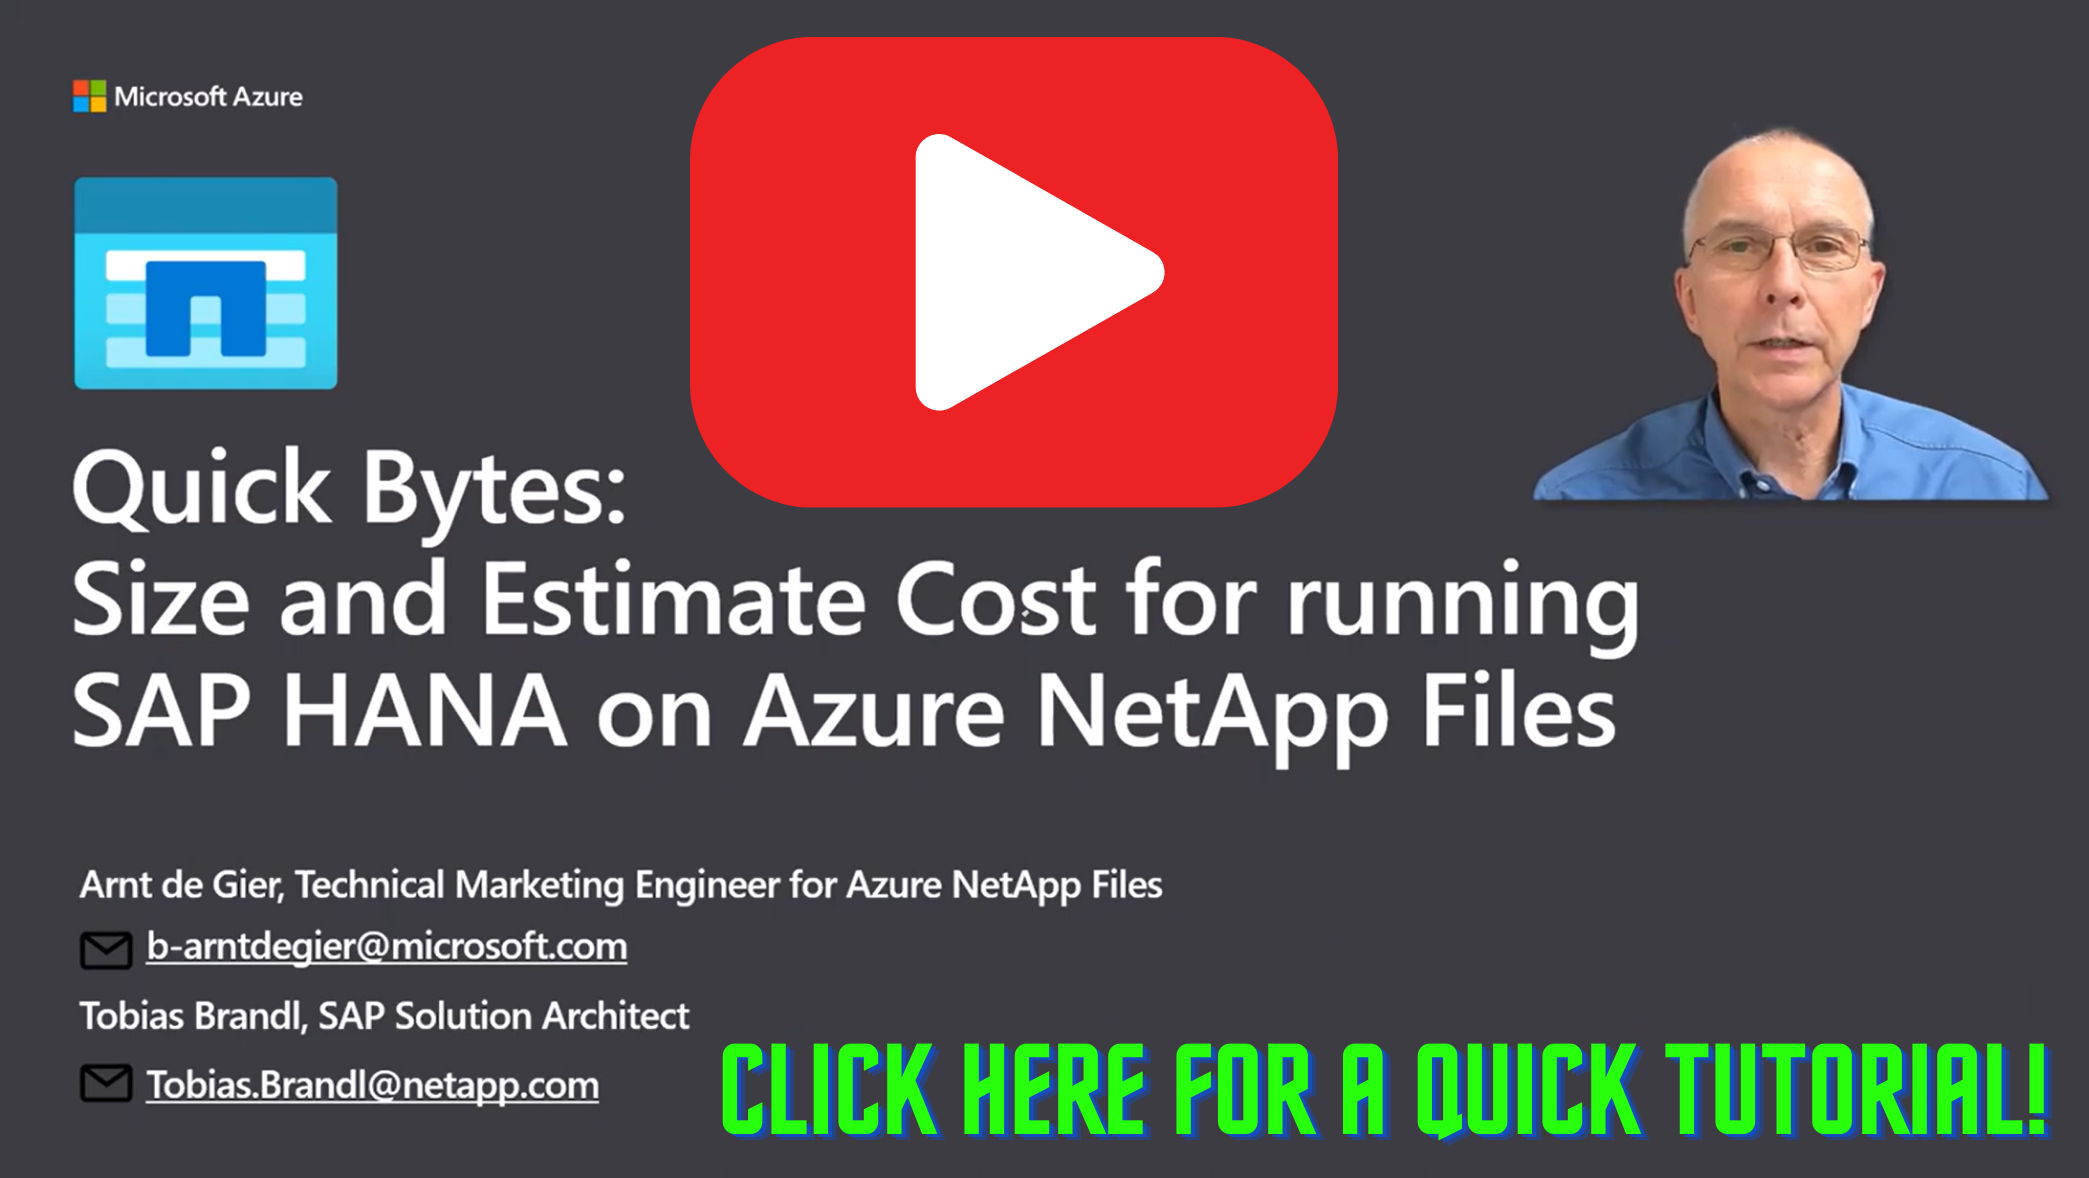 Microsoft Azure
Quick Bytes:
Size and Estimate Cost for running
SAP HANA on Azure NetApp Files
Arnt de Gier, Technical Marketing Engineer for Azure NetApp Files
b-arntdegier@microsoft.com
Tobias Brandl, SAP Solution Architect
Tobias.Brandl@netapp.com
CLICK HERE FOR A QUICK TUTORIAL!